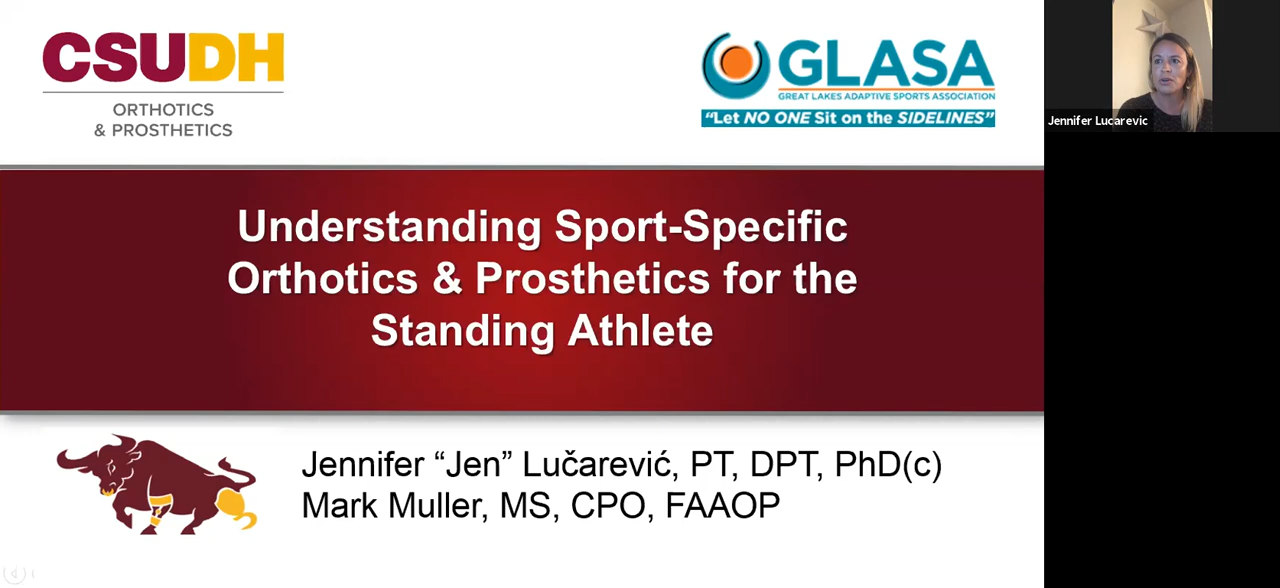 CSUDH
ORTHOTICS
& PROSTHETICS
GLASA
GREAT LAKES ADAPTIVE SPORTS ASSOCIATION
“Let NO ONE Sit on the SIDELINES”
Jennifer Lucarevic
Understanding Sport-Specific
Orthotics & Prosthetics for the
Standing Athlete
Jennifer “Jen” Lučarević, PT, DPT, PhD(c)
Mark Muller, MS, CPO, FAAOP